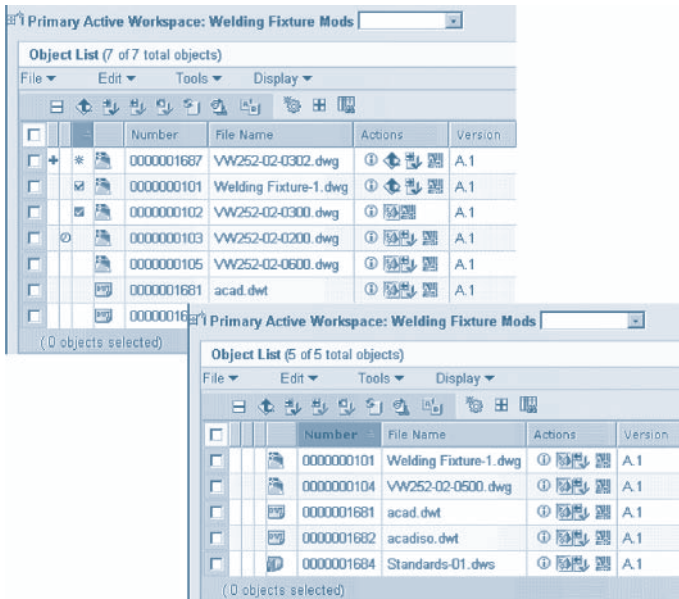 Primary Active Workspace: Welding Fixture Mods
Object List (7 of 7 total objects)
File Edit Tools Display
Number File Name Actions Version
0000001687 VW252-02-0302.dwg A.1
0000000101 Welding Fixture-1.dwg A.1
0000000102 VW252-02-0300.dwg A.1
0000000103 VW252-02-0200.dwg A.1
0000000105 VW252-02-0600.dwg A.1
0000001681 acad.dwt A.1
(0 objects selected)
Primary Active Workspace: Welding Fixture Mods
Object List (5 of 5 total objects)
File Edit Tools Display
Number File Name Actions Version
0000000101 Welding Fixture-1.dwg A.1
0000000104 VW252-02-0500.dwg A.1
0000001681 acad.dwt A.1
0000001682 acadiso.dwt A.1
0000001684 Standards-01.dws A.1
(0 objects selected)